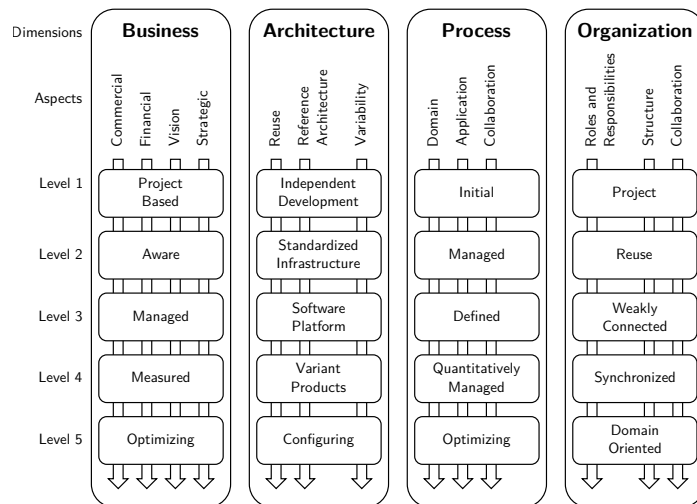 Dimensions
Business
Architecture
Process
Organization
Aspects
Commercial
Financial
Vision
Strategic
Reuse
Reference
Architecture
Variability
Domain
Application
Collaboration
Roles and
Responsibilities
Structure
Collaboration
Level 1
Project
Based
Independent
Development
Initial
Project
Level 2
Aware
Standardized
Infrastructure
Managed
Reuse
Level 3
Managed
Software
Platform
Defined
Weakly
Connected
Level 4
Measured
Variant
Products
Quantitatively
Managed
Synchronized
Level 5
Optimizing
Configuring
Optimizing
Domain
Oriented